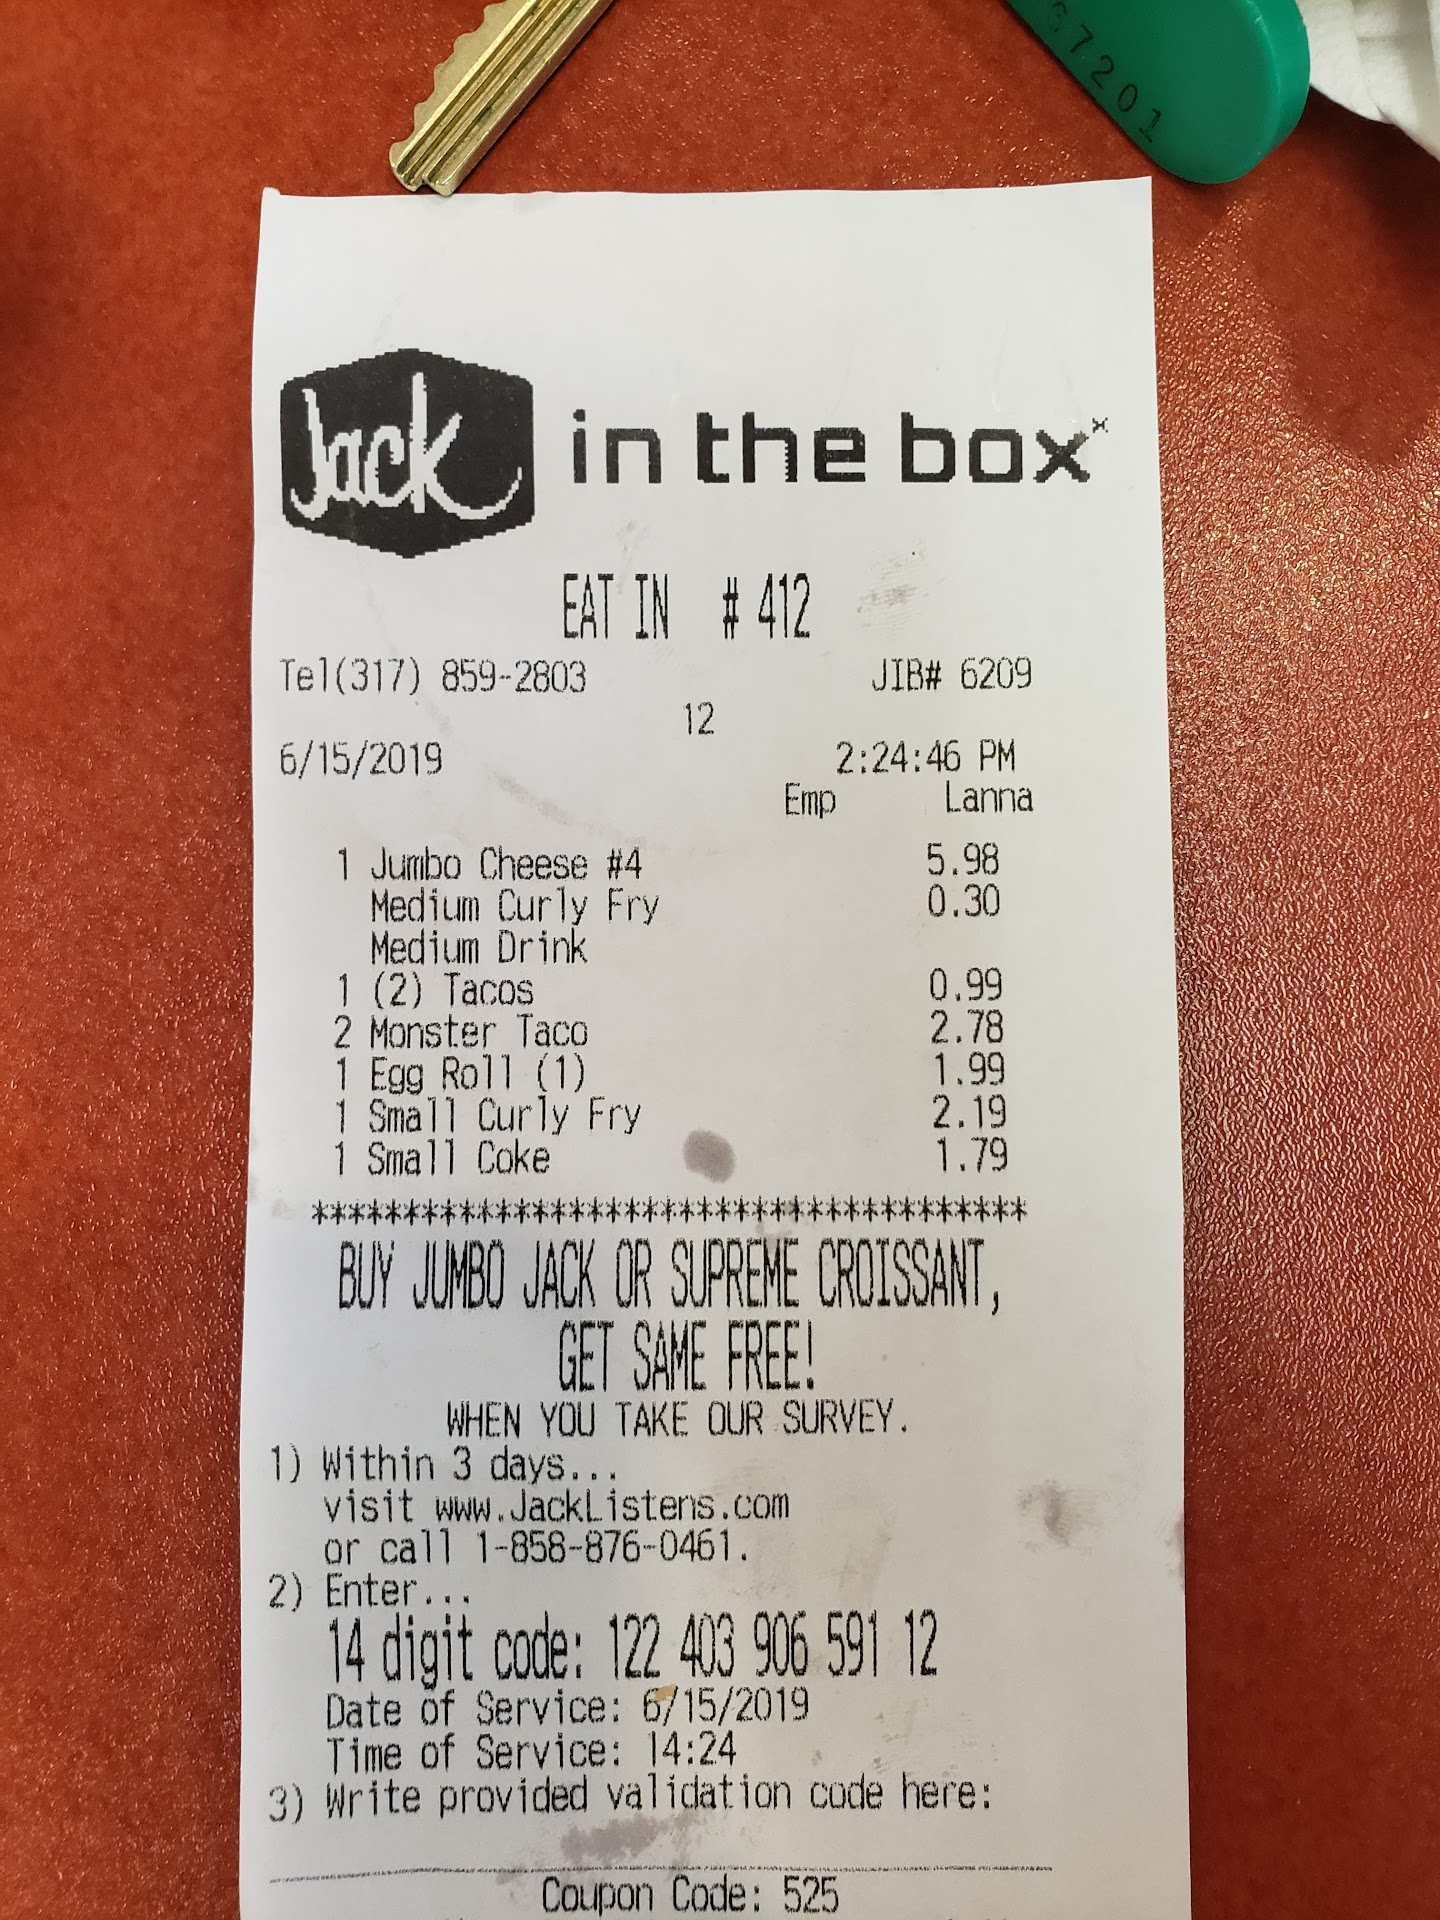 67201
Jack in the box
EAT IN # 412
Tel(317) 859-2803 JIB# 6209
12
6/15/2019 2:24:46 PM
Emp Lanna
1 Jumbo Cheese #4 5.98
Medium Curly Fry 0.30
Medium Drink
1 (2) Tacos 0.99
2 Monster Taco 2.78
1 Egg Roll (1) 1.99
1 Small Curly Fry 2.19
1 Small Coke 1.79
***************************************
BUY JUMBO JACK OR SUPREME CROISSANT,
GET SAME FREE!
WHEN YOU TAKE OUR SURVEY.
1) Within 3 days...
visit www.JackListens.com
or call 1-858-876-0461.
2) Enter...
14 digit code: 122 403 906 591 12
Date of Service: 6/15/2019
Time of Service: 14:24
3) Write provided validation code here:
Coupon Code: 525